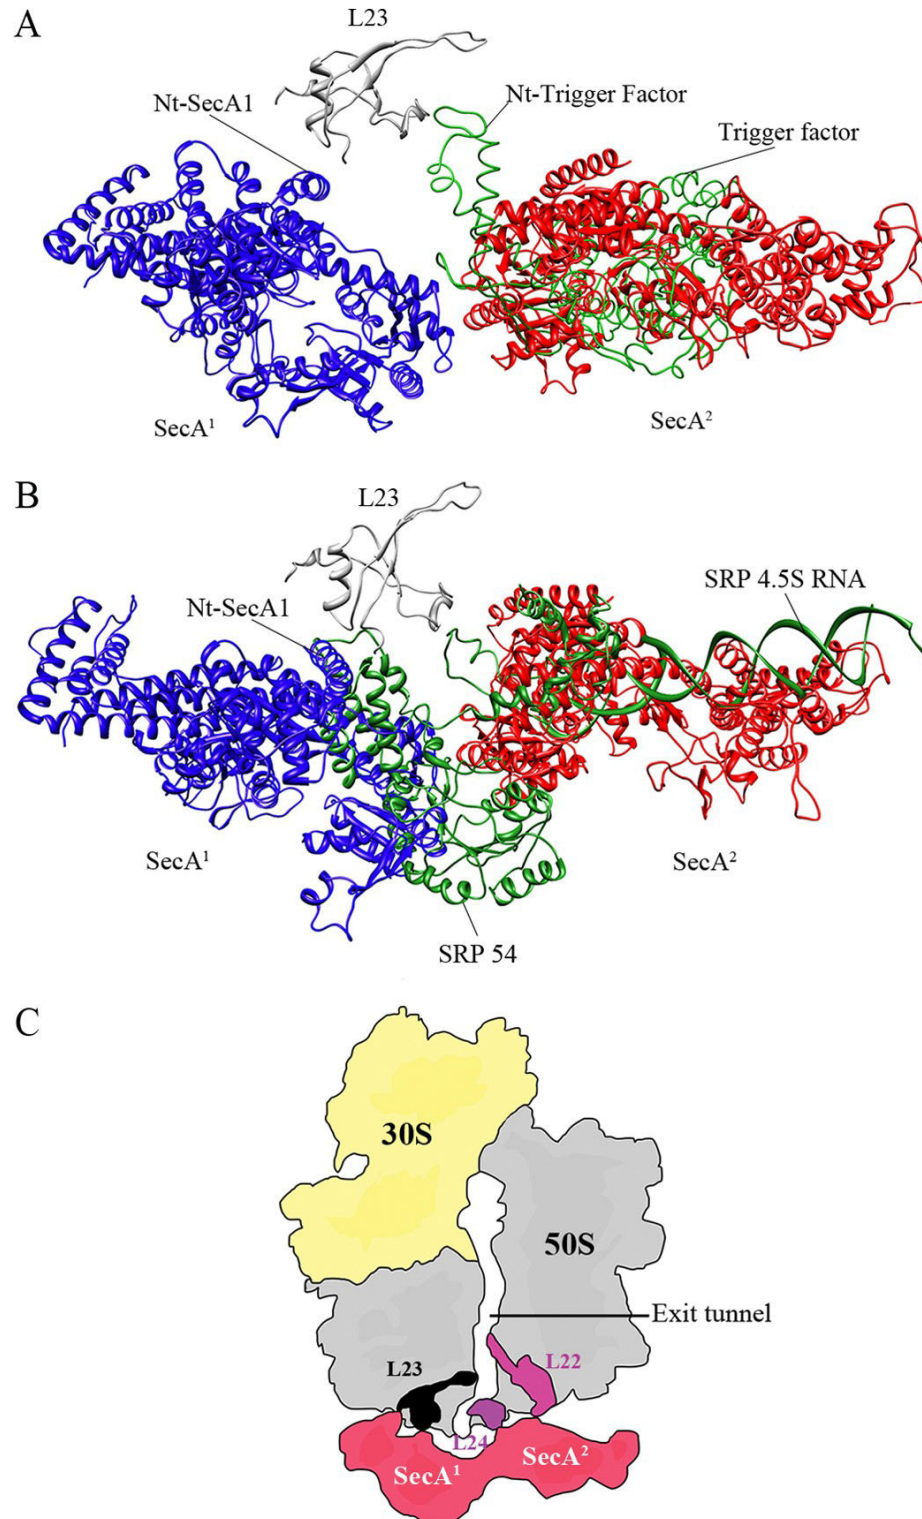 A
L23
Nt-SecA1
Nt-Trigger Factor
Trigger factor
SecA¹
SecA²
B
L23
SRP 4.5S RNA
Nt-SecA1
SecA¹
SecA²
SRP 54
C
30S
50S
Exit tunnel
L23
L22
L24
SecA¹
SecA²